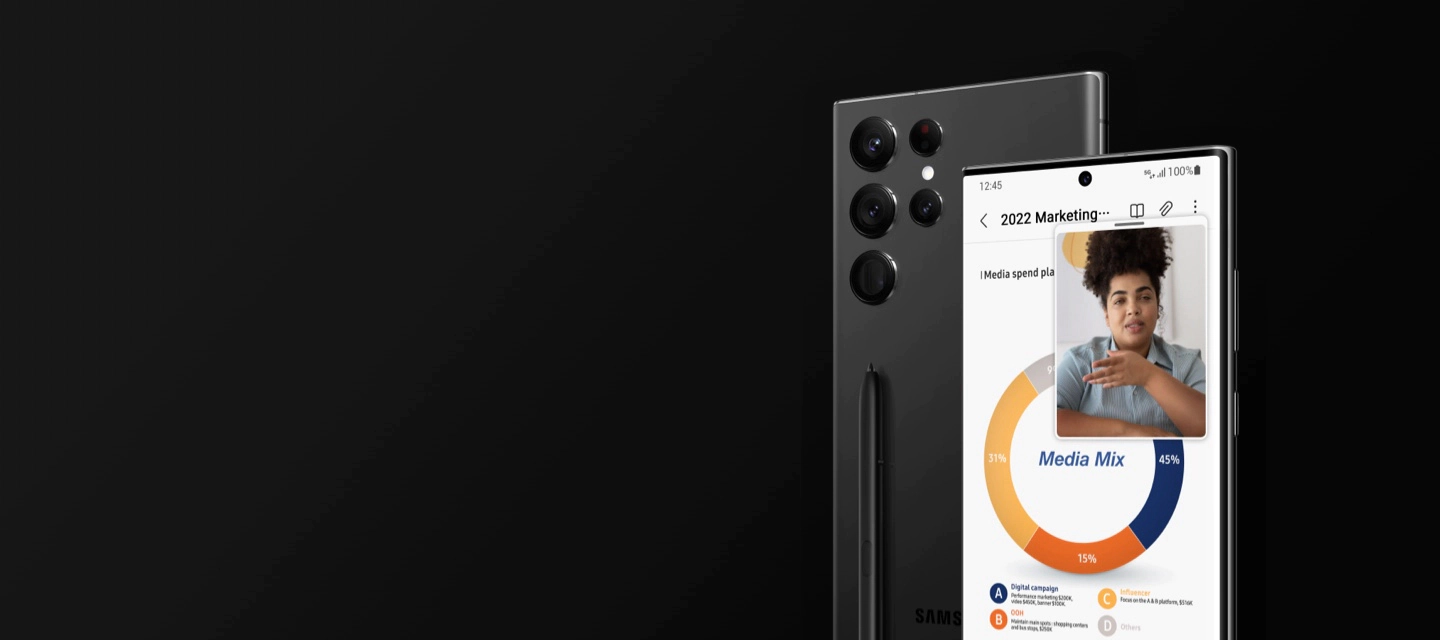 12:45
5G
100%
2022 Marketing···
Media spend pla
31%
45%
Media Mix
15%
A
Digital campaign
Performance marketing $200K,
video $450K, banner $100K.
B
OOH
Maintain main spots : shopping centers
and bus stops, $250K
C
Influencer
Focus on the A & B platform, $516K
D
Others
SAMS